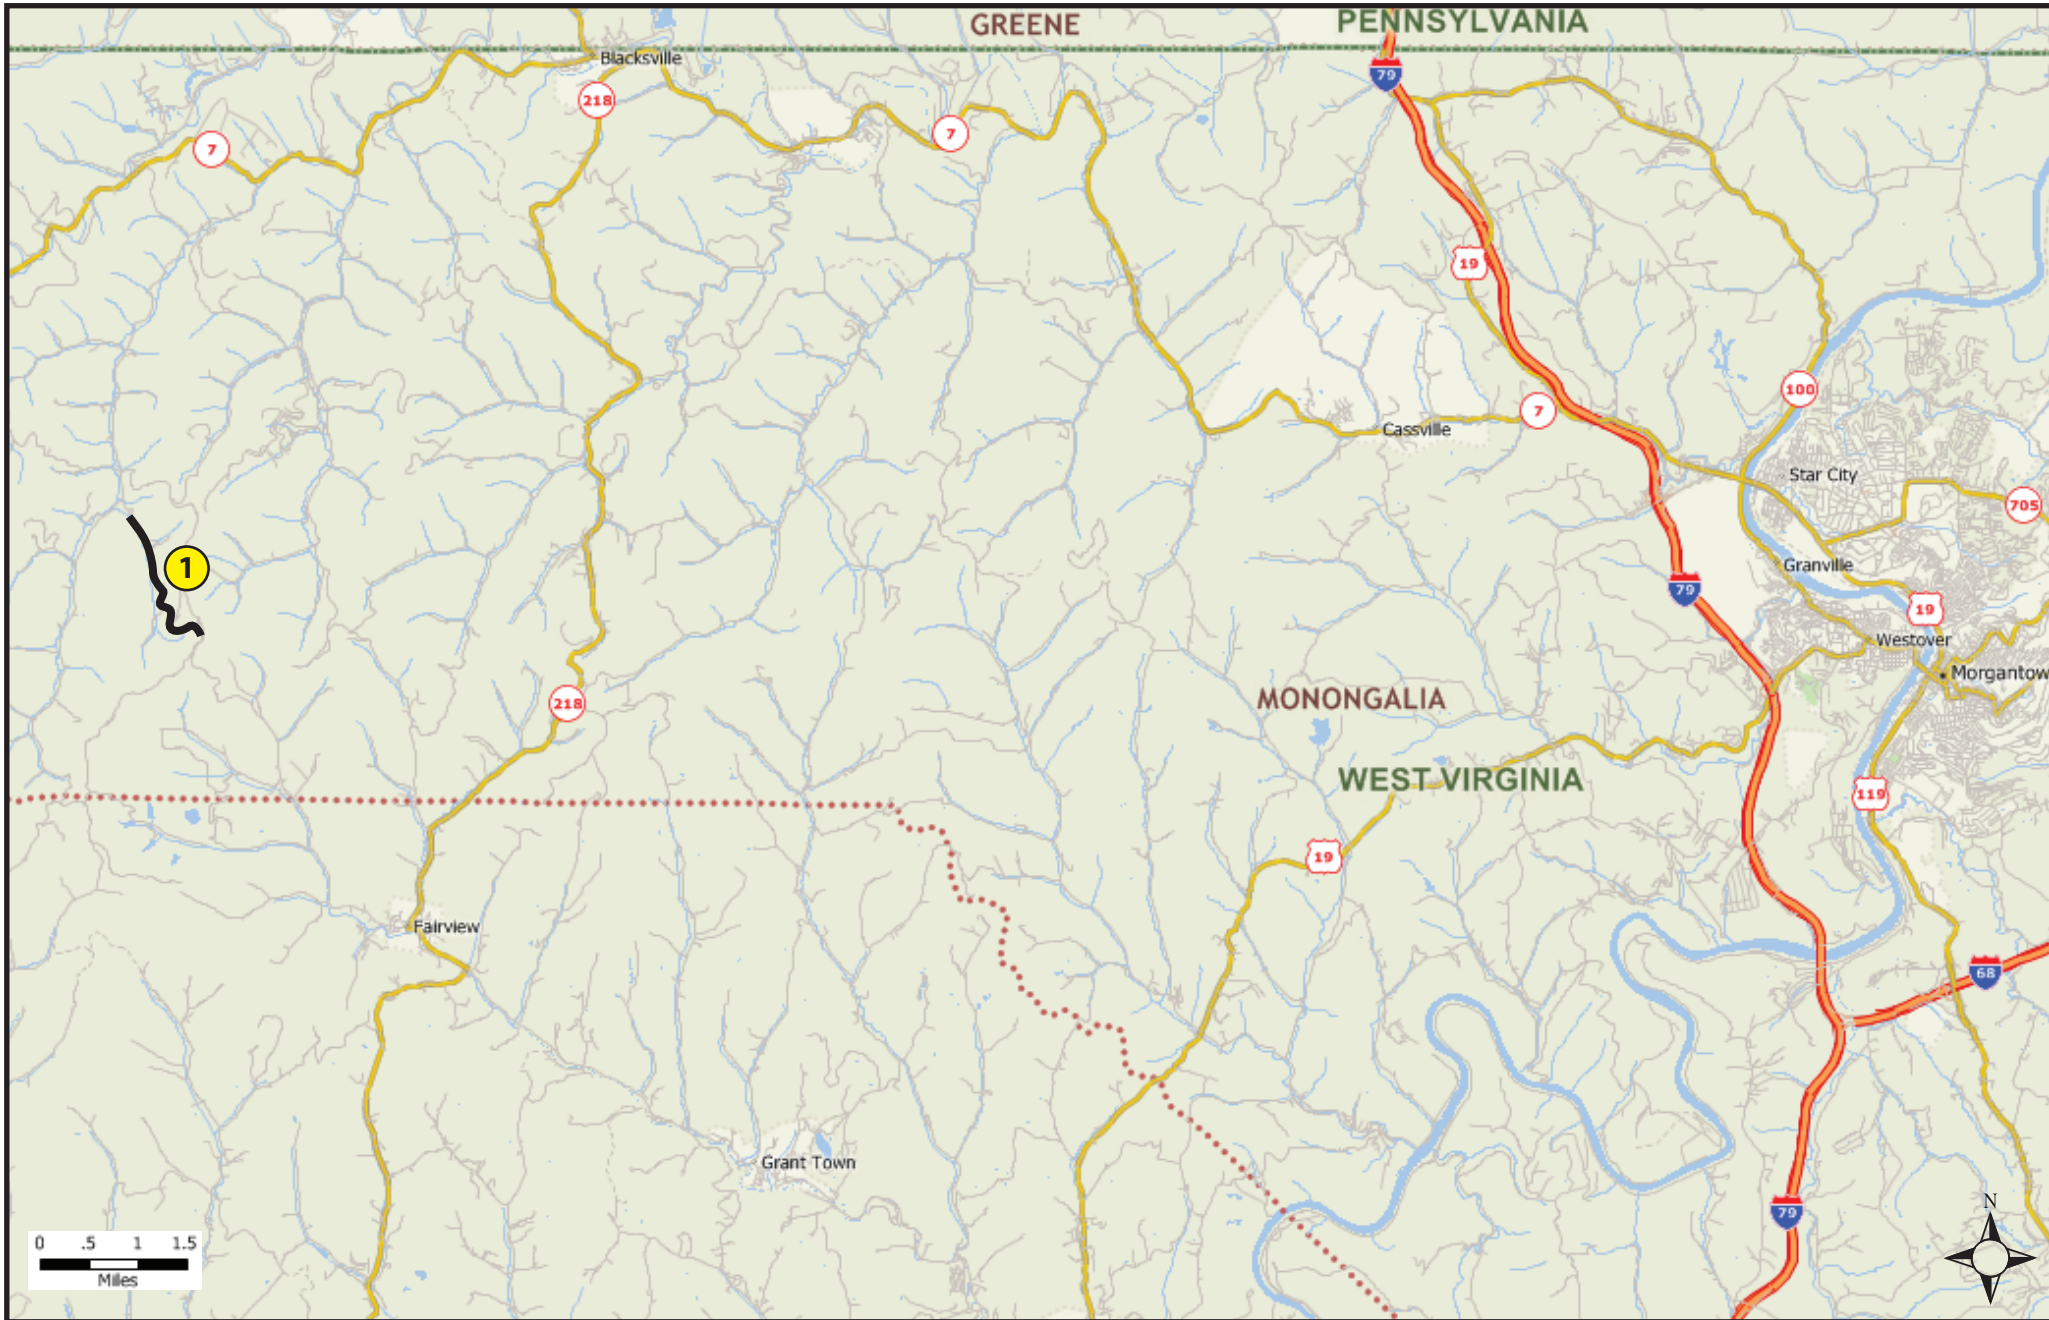 GREENE
PENNSYLVANIA
Blacksville
79
218
7
7
19
100
7
Cassville
Star City
705
1
Granville
79
19
Westover
Morgantow
218
MONONGALIA
WEST VIRGINIA
119
19
Fairview
68
Grant Town
79
N
0 .5 1 1.5
Miles